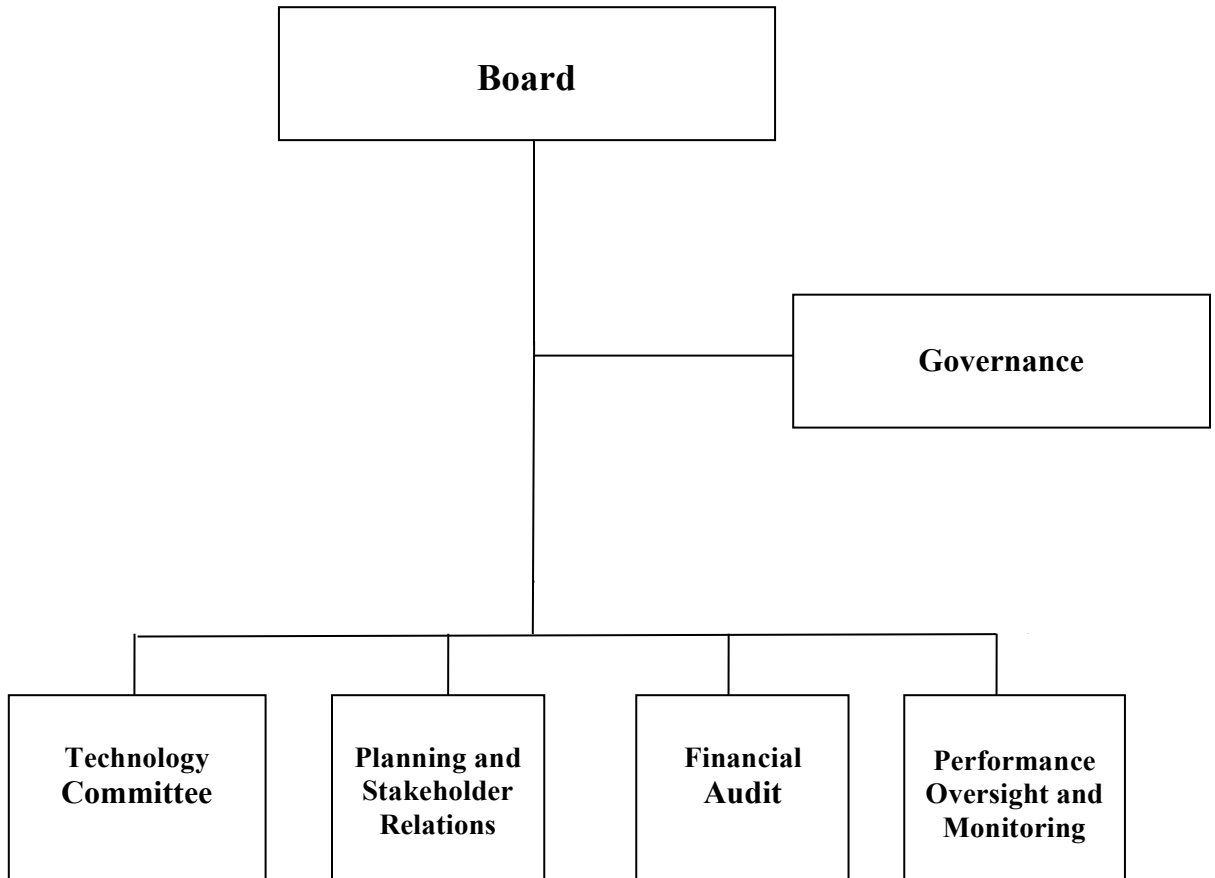 Board
Governance
Technology
Committee
Planning and
Stakeholder
Relations
Financial
Audit
Performance
Oversight and
Monitoring